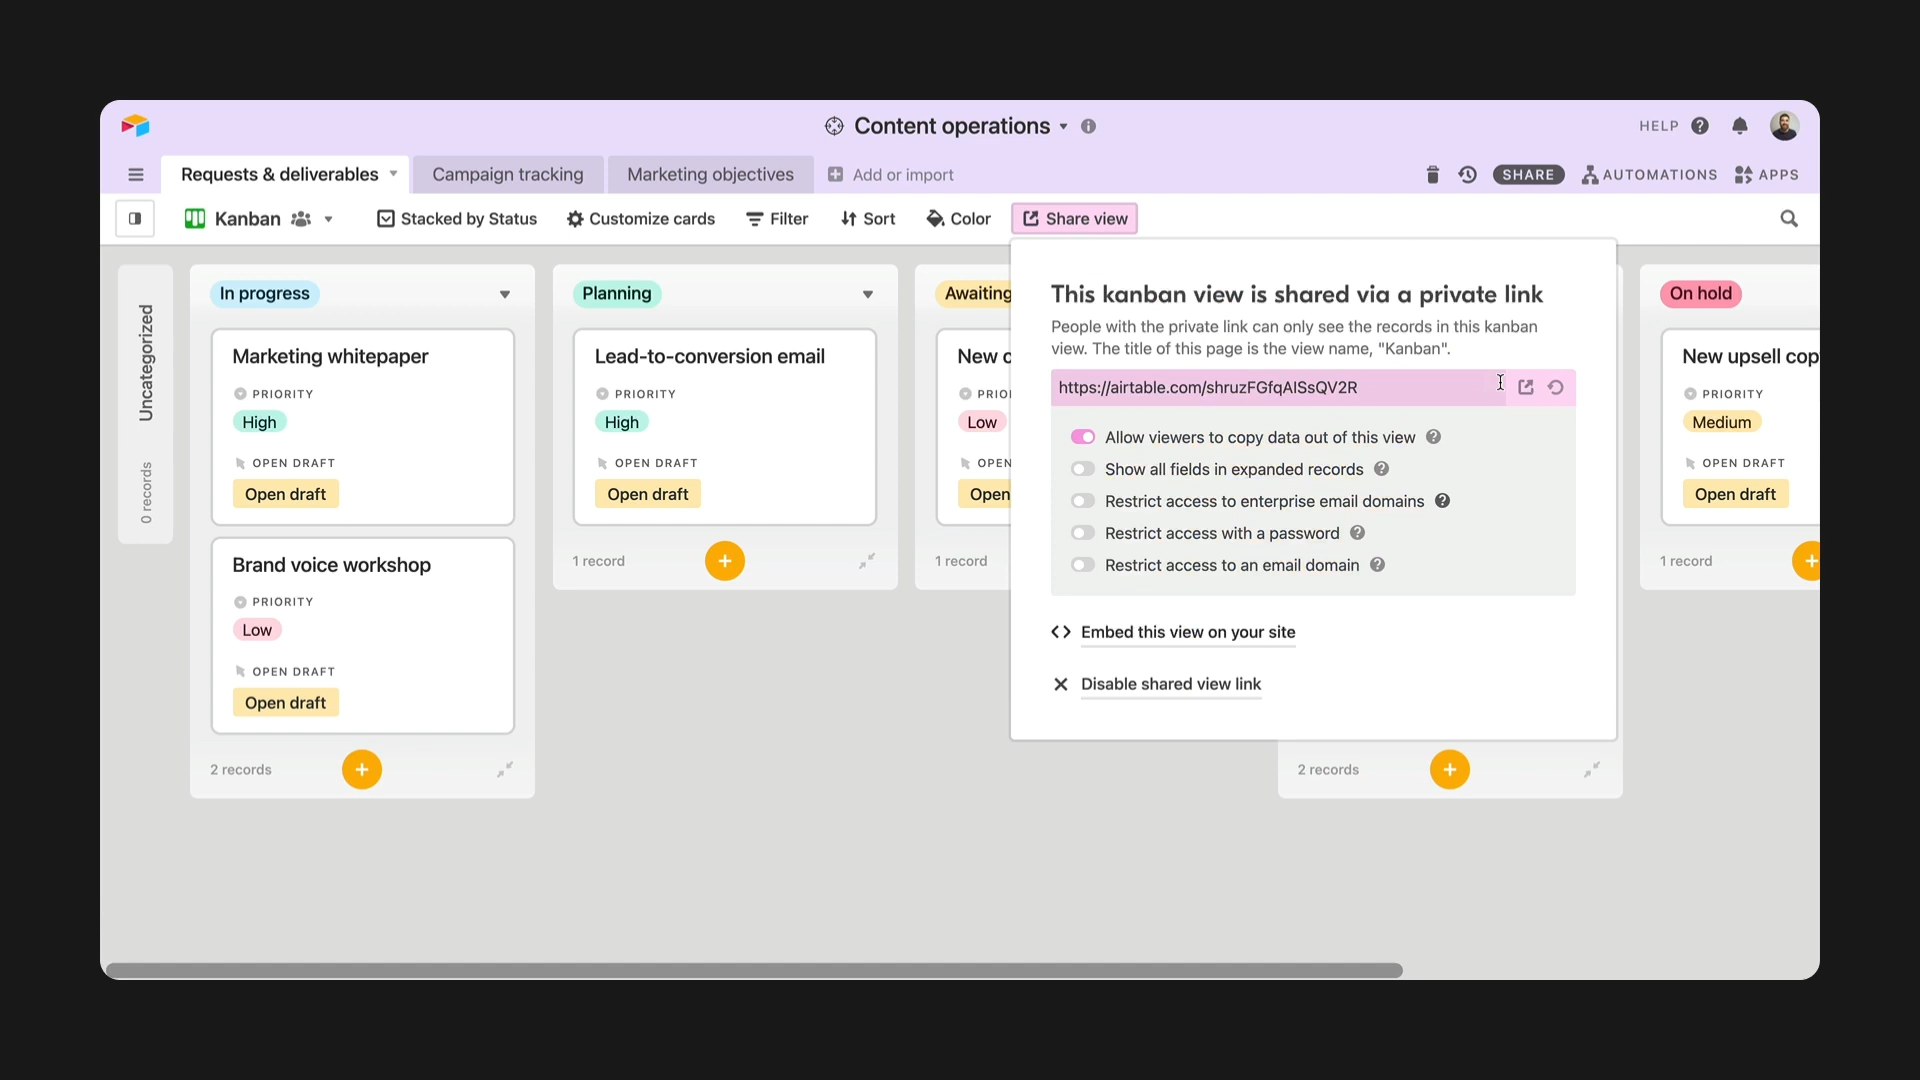 Content operations
HELP
Requests & deliverables
Campaign tracking
Marketing objectives
Add or import
SHARE
AUTOMATIONS
APPS
Kanban
Stacked by Status
Customize cards
Filter
Sort
Color
Share view
Uncategorized
0 records
In progress
Marketing whitepaper
PRIORITY
High
OPEN DRAFT
Open draft
Brand voice workshop
PRIORITY
Low
OPEN DRAFT
Open draft
2 records
Planning
Lead-to-conversion email
PRIORITY
High
OPEN DRAFT
Open draft
1 record
Awaiting
New c
PRIO
Low
OPEN
Open
1 record
This kanban view is shared via a private link
People with the private link can only see the records in this kanban
view. The title of this page is the view name, "Kanban".
https://airtable.com/shruzFGfqAISsQV2R
Allow viewers to copy data out of this view
Show all fields in expanded records
Restrict access to enterprise email domains
Restrict access with a password
Restrict access to an email domain
Embed this view on your site
Disable shared view link
2 records
On hold
New upsell cop
PRIORITY
Medium
OPEN DRAFT
Open draft
1 record